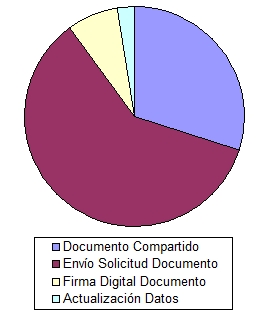 Documento Compartido
Envío Solicitud Documento
Firma Digital Documento
Actualización Datos